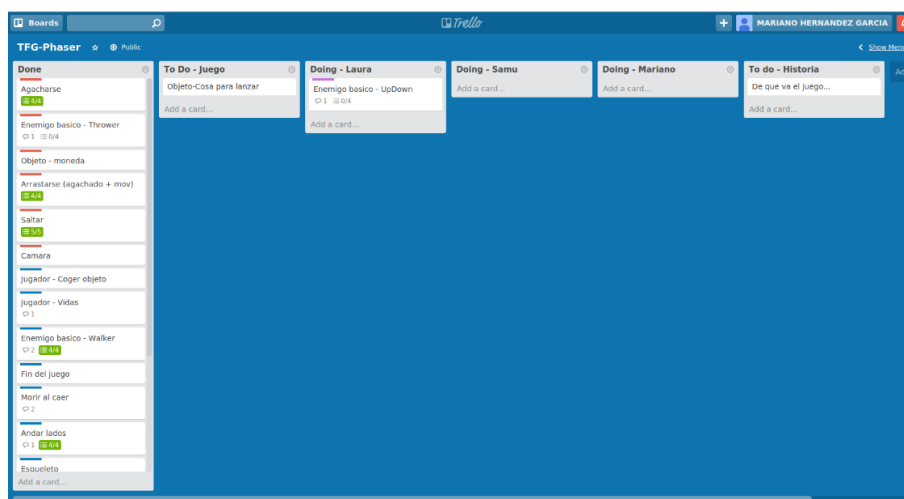 Boards
Trello
MARIANO HERNANDEZ GARCIA
TFG-Phaser
Public
Show Menu
Done
Agacharse
4/4
Enemigo basico - Thrower
1 0/4
Objeto - moneda
Arrastarse (agachado + mov)
4/4
Saltar
5/5
Camara
Jugador - Coger objeto
Jugador - Vidas
1
Enemigo basico - Walker
2 4/4
Fin del juego
Morir al caer
2
Andar lados
1 4/4
Esqueleto
Add a card...
To Do - Juego
Objeto-Cosa para lanzar
Add a card...
Doing - Laura
Enemigo basico - UpDown
1 0/4
Add a card...
Doing - Samu
Add a card...
Doing - Mariano
Add a card...
To do - Historia
De que va el juego...
Add a card...
Ad